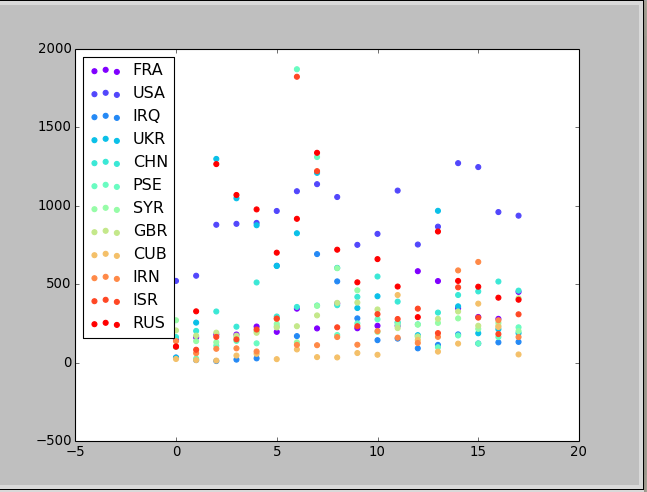 2000
1500
1000
500
0
−500
FRA
USA
IRQ
UKR
CHN
PSE
SYR
GBR
CUB
IRN
ISR
RUS
−5 0 5 10 15 20